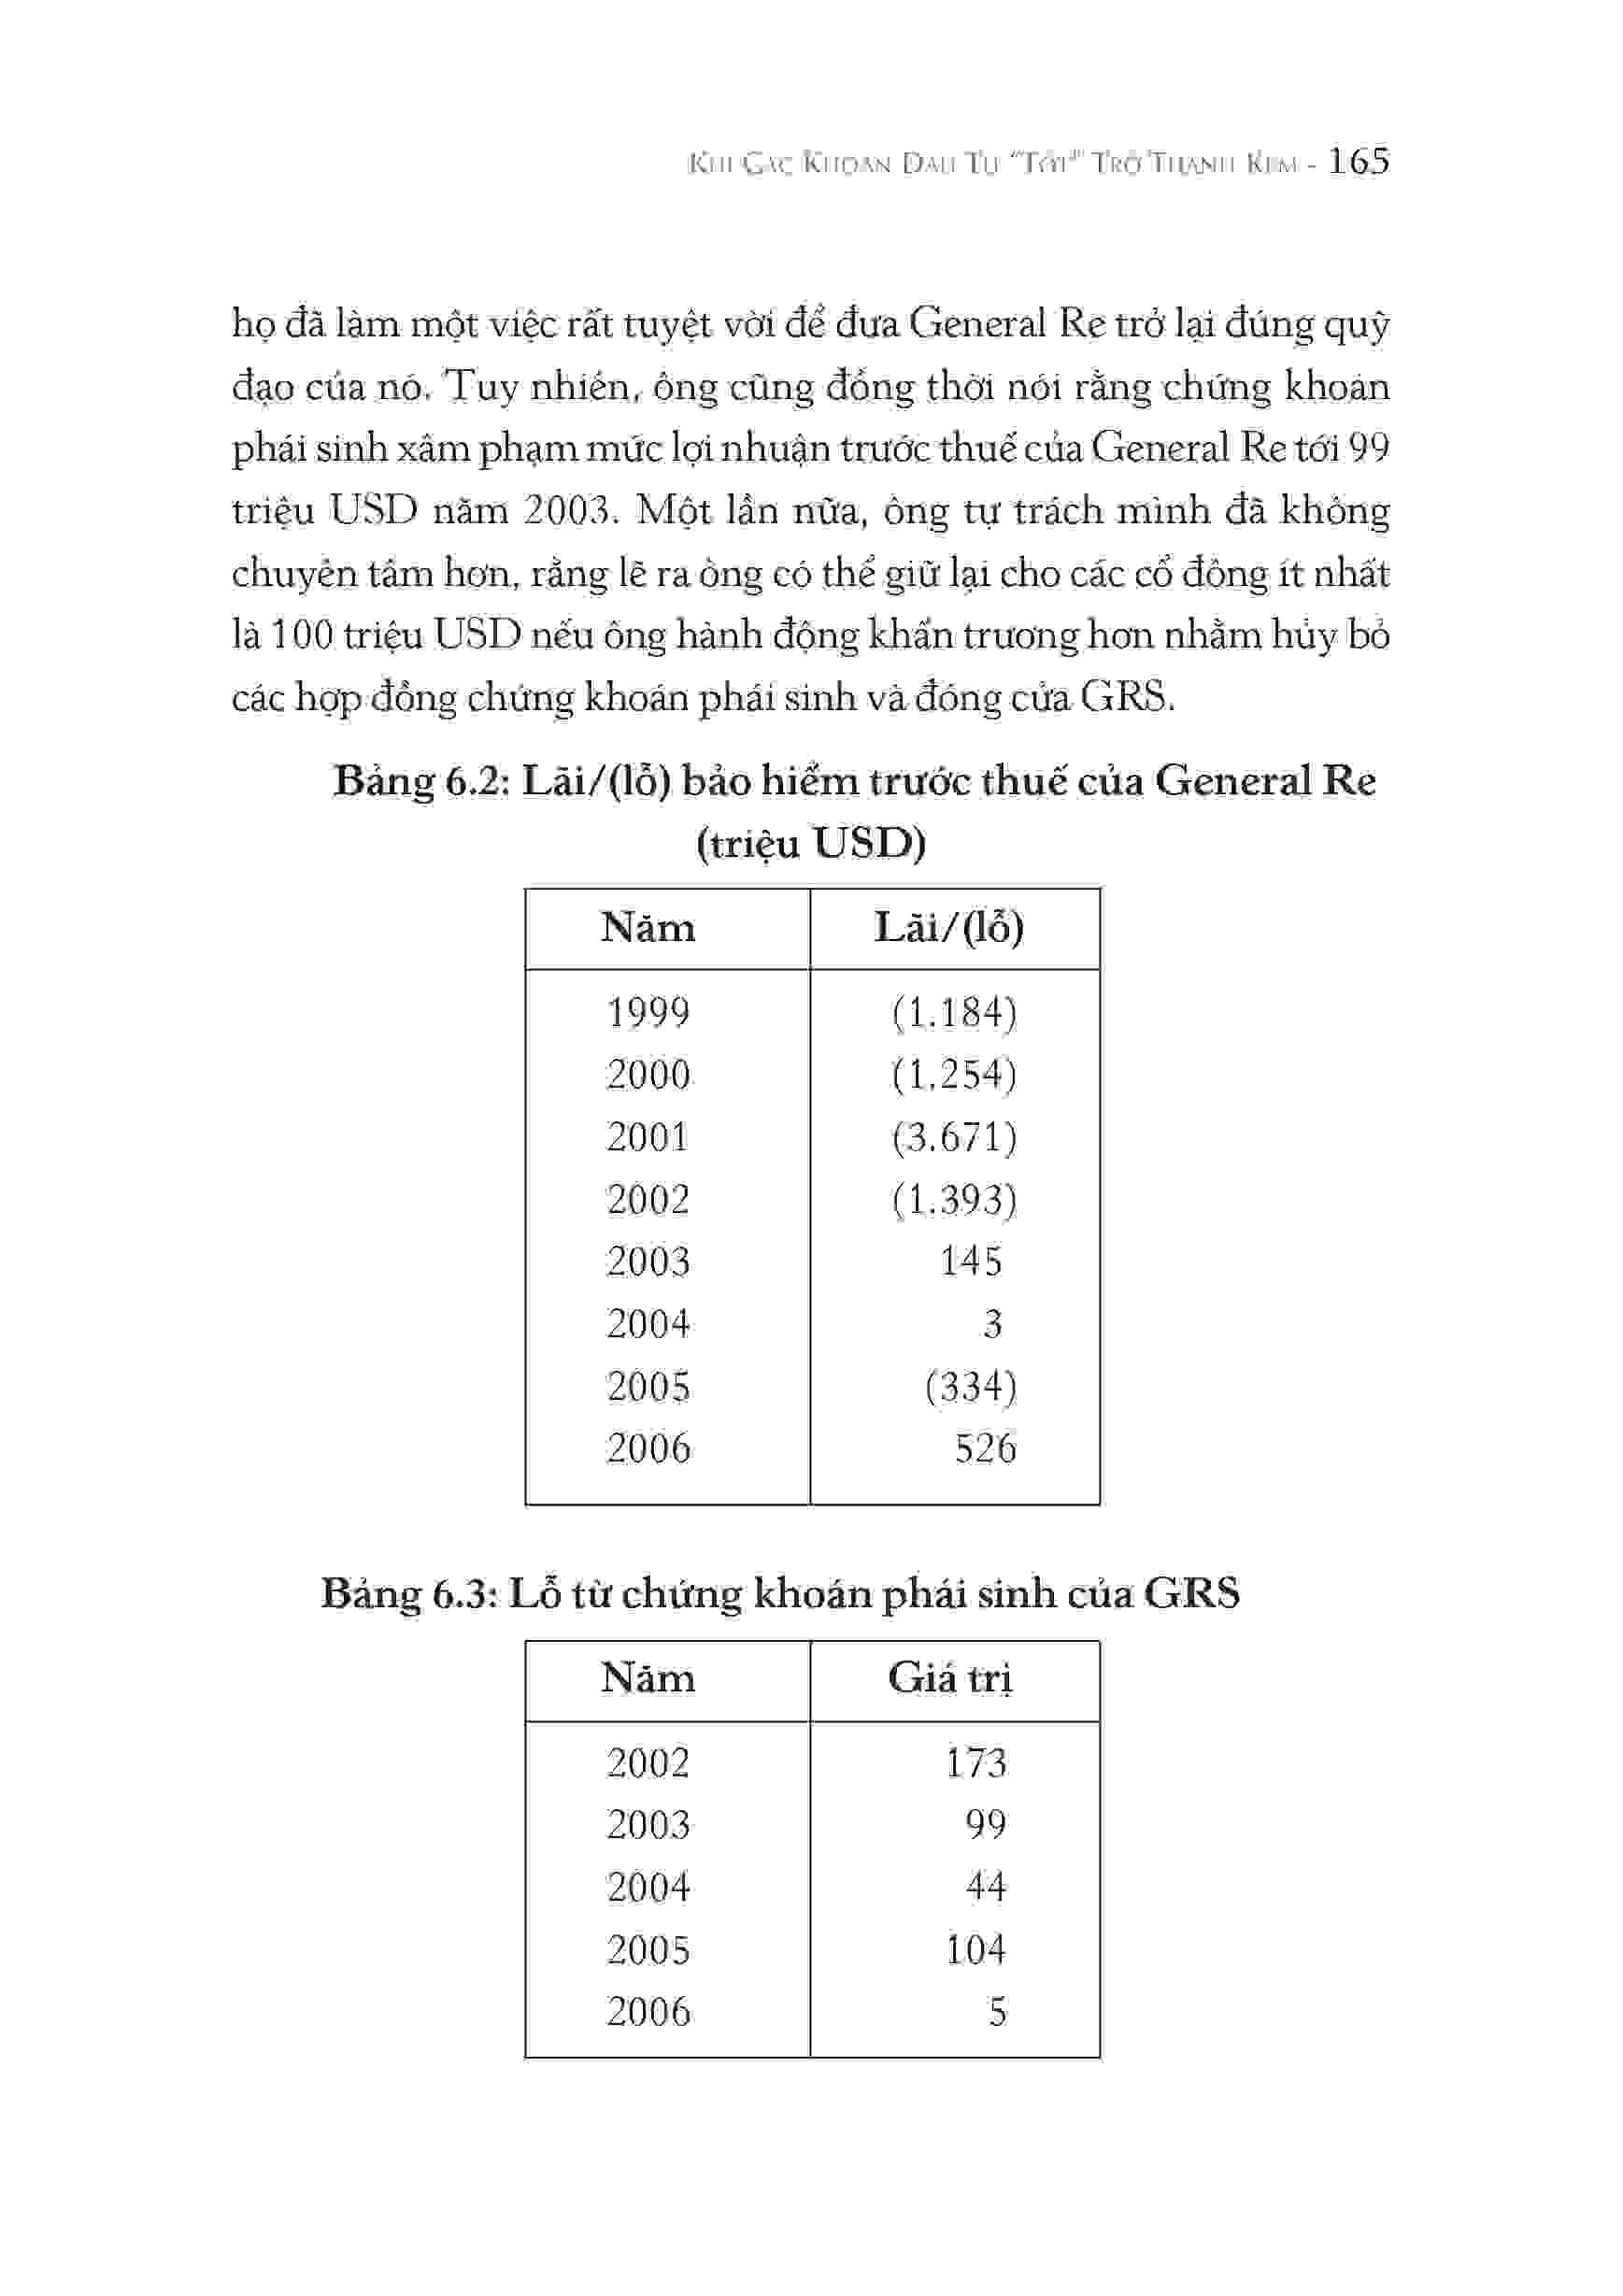 KHI CÁC KHOẢN ĐẦU TƯ "TỐT" TRỞ THÀNH KÉM - 165
họ đã làm một việc rất tuyệt vời để đưa General Re trở lại đúng quỹ
đạo của nó. Tuy nhiên, ông cũng đồng thời nói rằng chứng khoán
phái sinh xâm phạm mức lợi nhuận trước thuế của General Re tới 99
triệu USD năm 2003. Một lần nữa, ông tự trách mình đã không
chuyên tâm hơn, rằng lẽ ra ông có thể giữ lại cho các cổ đông ít nhất
là 100 triệu USD nếu ông hành động khẩn trương hơn nhằm hủy bỏ
các hợp đồng chứng khoán phái sinh và đóng cửa GRS.
Bảng 6.2: Lãi/(lỗ) bảo hiểm trước thuế của General Re
(triệu USD)
Năm Lãi/(lỗ)
1999 (1.184)
2000 (1.254)
2001 (3.671)
2002 (1.393)
2003 145
2004 3
2005 (334)
2006 526
Bảng 6.3: Lỗ từ chứng khoán phái sinh của GRS
Năm Giá trị
2002 173
2003 99
2004 44
2005 104
2006 5